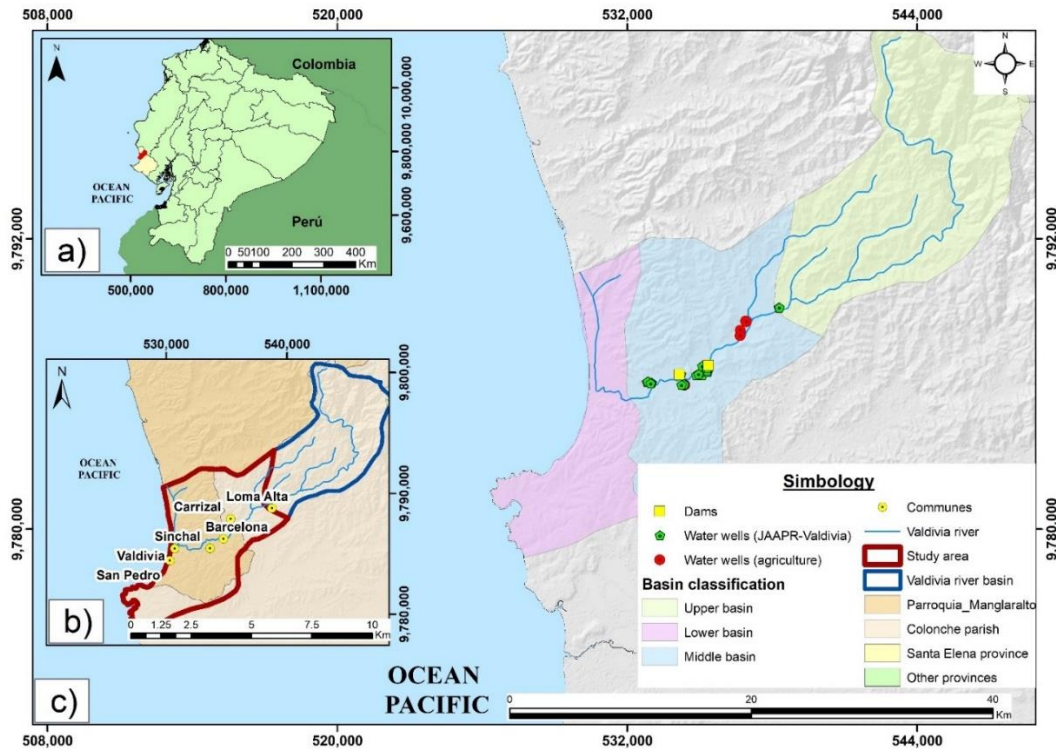 508,000 520,000 532,000 544,000
N
Colombia
OCEAN
PACIFIC
Perú
a)
0 50100 200 300 400
Km
10,000,000
9,800,000
9,600,000
500,000 800,000 1,100,000
N
W E
S
9,792,000
9,792,000
530,000 540,000
N
OCEAN
PACIFIC
Loma Alta
Carrizal
Barcelona
Sinchal
Valdivia
San Pedro
b)
0 1.25 2.5 5 7.5 10
Km
9,800,000
9,790,000
9,780,000
9,780,000
9,780,000
Simbology
Dams
Water wells (JAAPR-Valdivia)
Water wells (agriculture)
Basin classification
Upper basin
Lower basin
Middle basin
Communes
Valdivia river
Study area
Valdivia river basin
Parroquia_Manglaralto
Colonche parish
Santa Elena province
Other provinces
OCEAN
PACIFIC
c)
0 20 40
Km
508,000 520,000 532,000 544,000